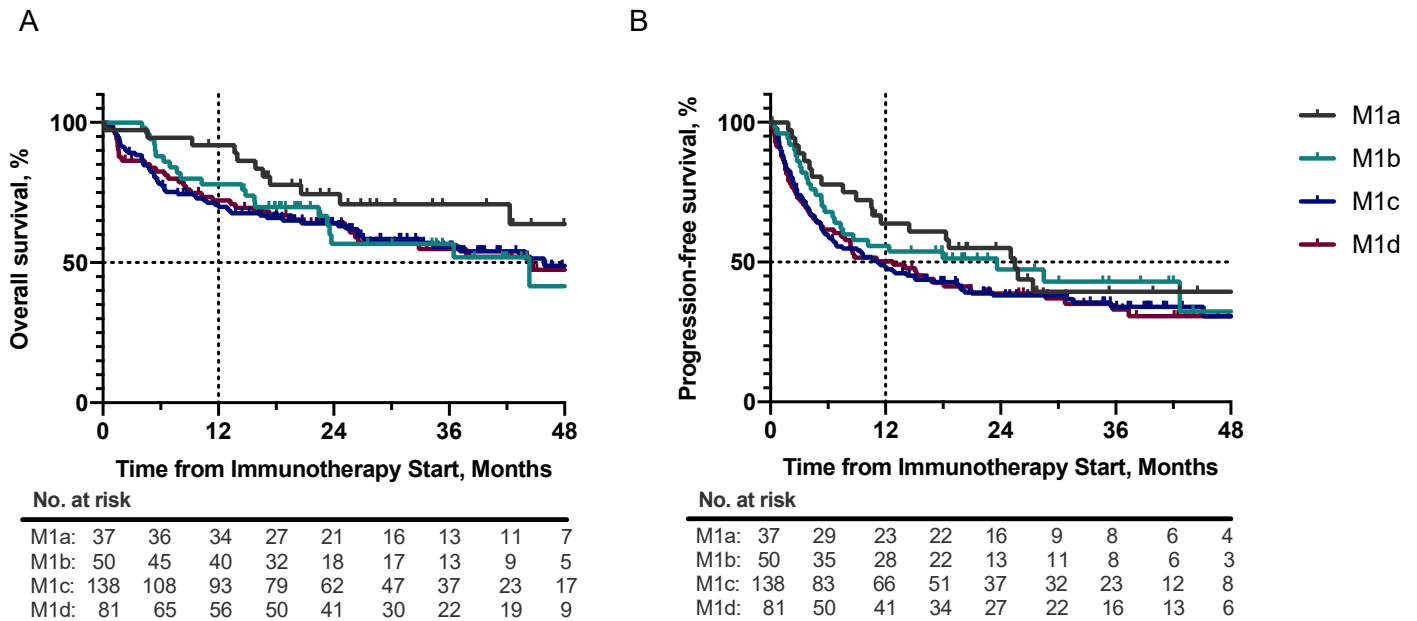 A
B
Overall survival, %
100
50
0
0 12 24 36 48
Time from Immunotherapy Start, Months
Progression-free survival, %
100
50
0
0 12 24 36 48
Time from Immunotherapy Start, Months
M1a
M1b
M1c
M1d
No. at risk
M1a: 37 36 34 27 21 16 13 11 7
M1b: 50 45 40 32 18 17 13 9 5
M1c: 138 108 93 79 62 47 37 23 17
M1d: 81 65 56 50 41 30 22 19 9
No. at risk
M1a: 37 29 23 22 16 9 8 6 4
M1b: 50 35 28 22 13 11 8 6 3
M1c: 138 83 66 51 37 32 23 12 8
M1d: 81 50 41 34 27 22 16 13 6